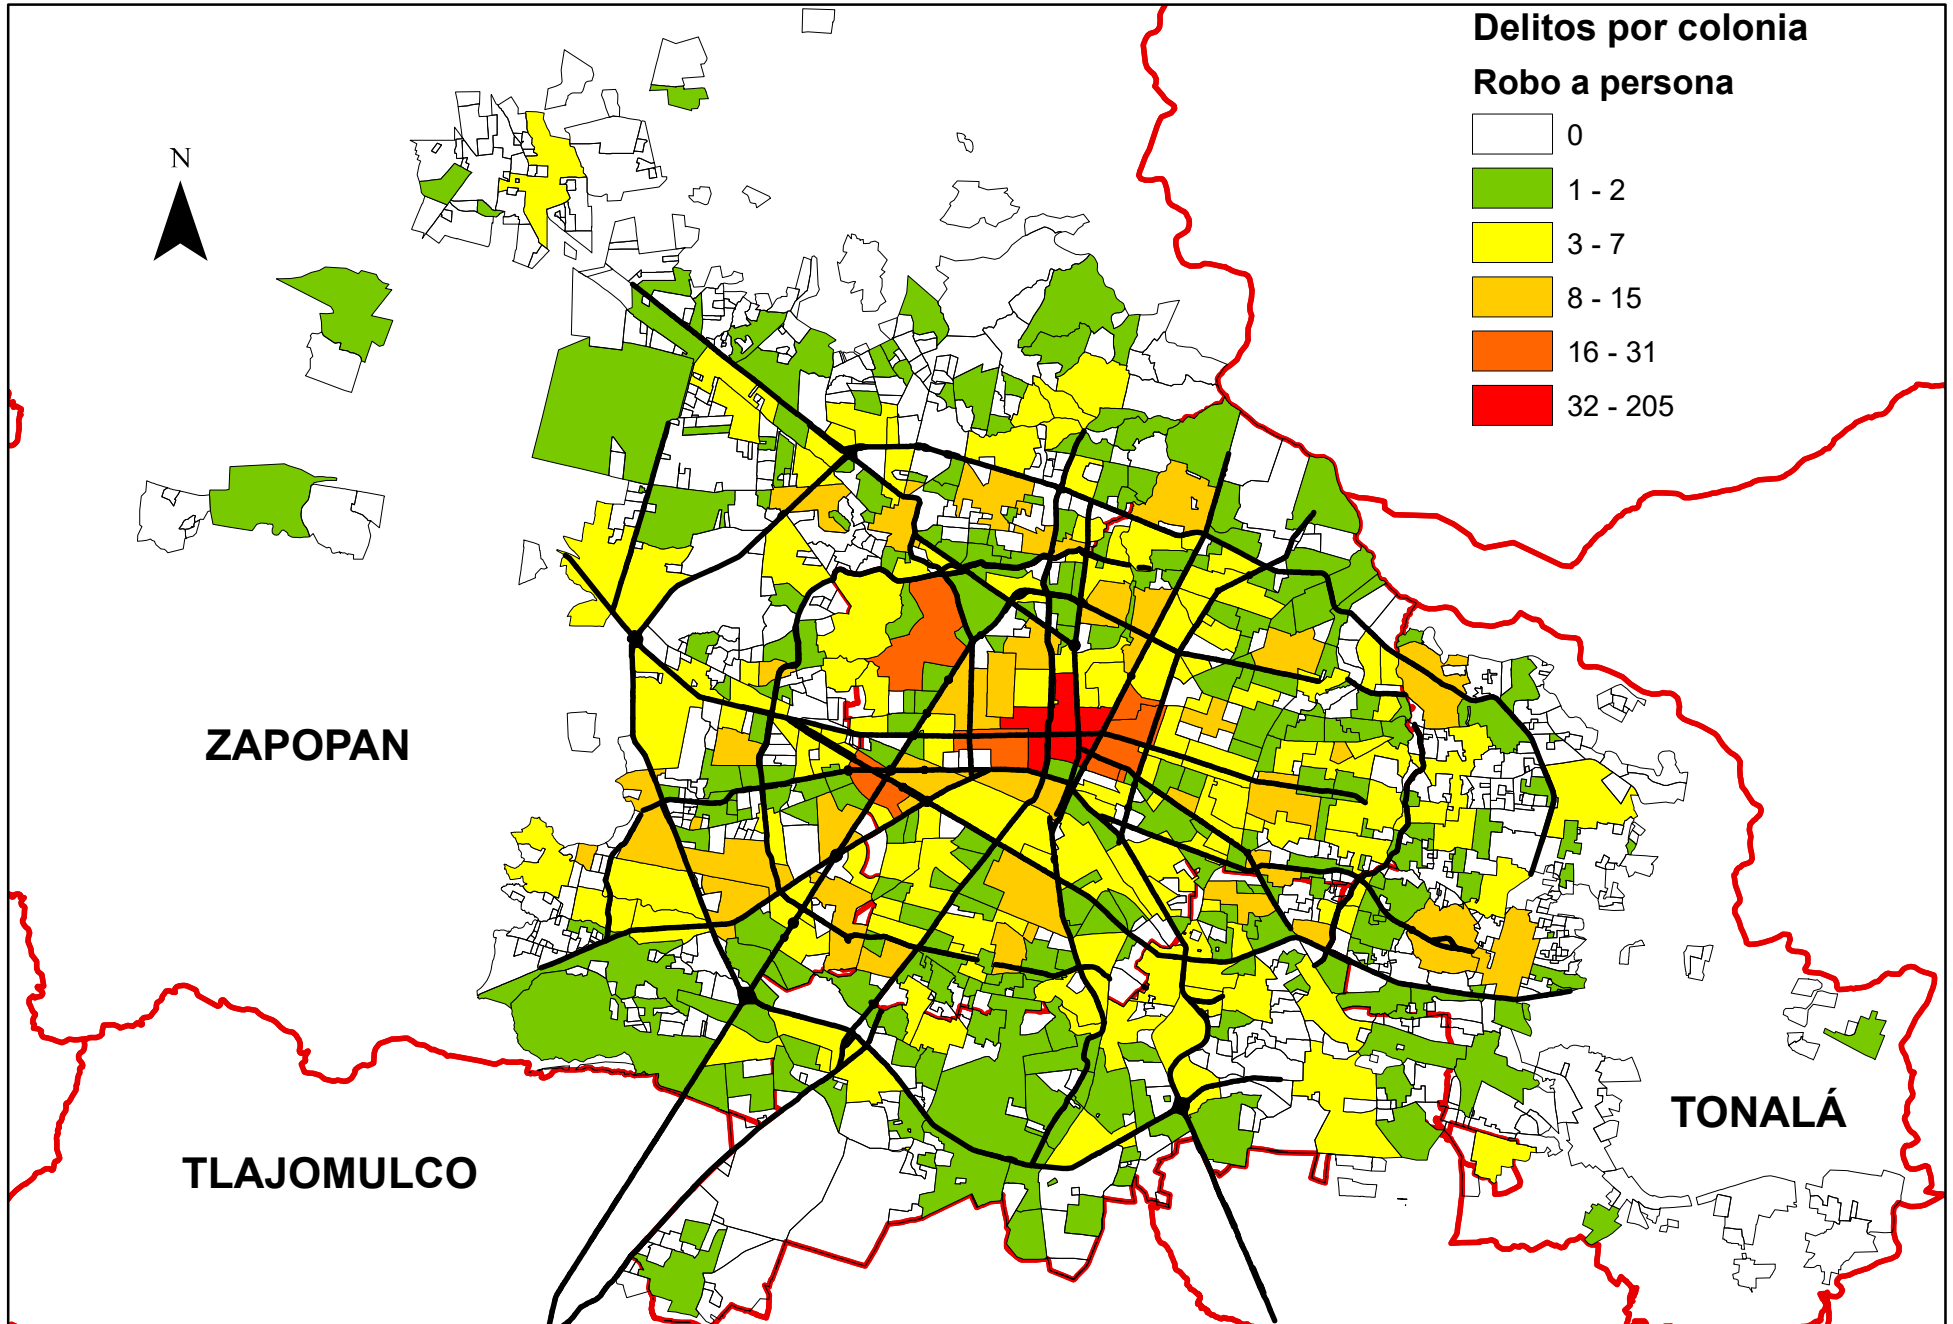 Delitos por colonia
Robo a persona
0
1 - 2
3 - 7
8 - 15
16 - 31
32 - 205
N
ZAPOPAN
TONALÁ
TLAJOMULCO